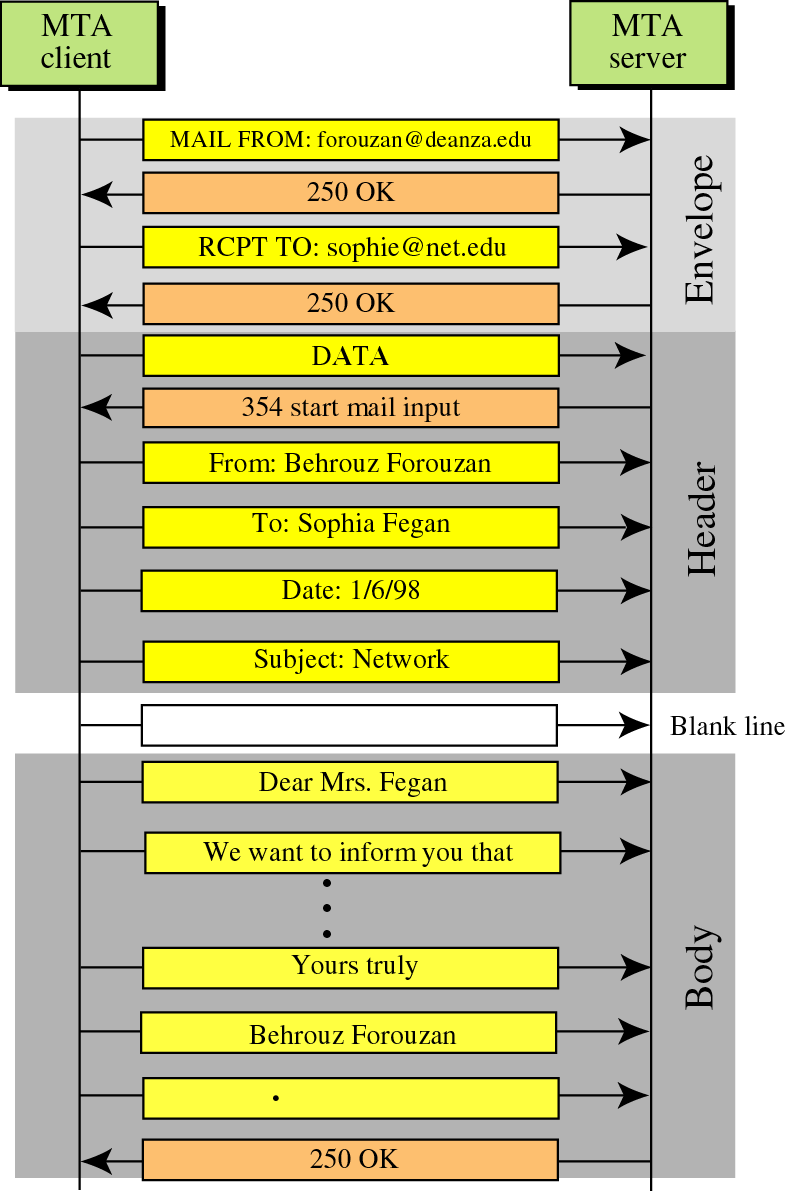 MTA
client
MTA
server
MAIL FROM: forouzan@deanza.edu
250 OK
RCPT TO: sophie@net.edu
250 OK
Envelope
DATA
354 start mail input
From: Behrouz Forouzan
To: Sophia Fegan
Date: 1/6/98
Subject: Network
Header
Blank line
Dear Mrs. Fegan
We want to inform you that
Yours truly
Behrouz Forouzan
.
250 OK
Body